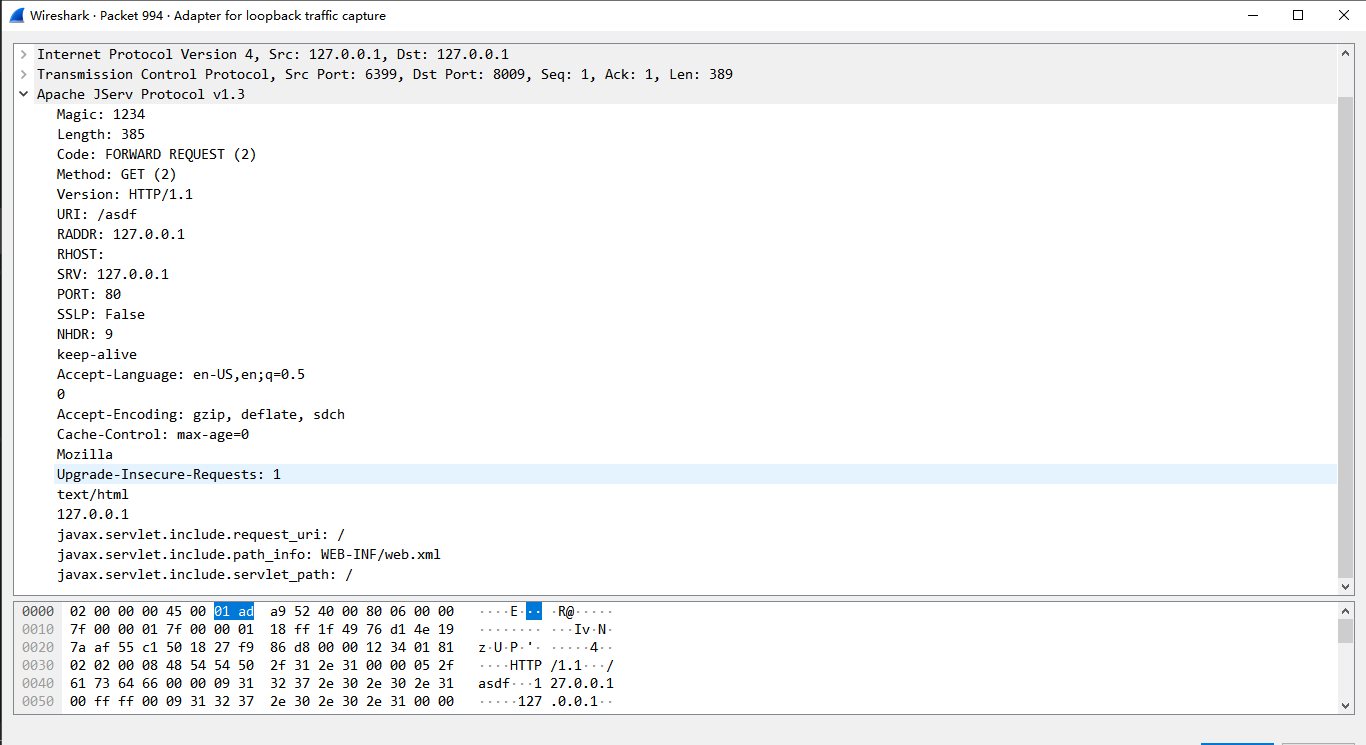 Wireshark · Packet 994 · Adapter for loopback traffic capture
Internet Protocol Version 4, Src: 127.0.0.1, Dst: 127.0.0.1
Transmission Control Protocol, Src Port: 6399, Dst Port: 8009, Seq: 1, Ack: 1, Len: 389
Apache JServ Protocol v1.3
Magic: 1234
Length: 385
Code: FORWARD REQUEST (2)
Method: GET (2)
Version: HTTP/1.1
URI: /asdf
RADDR: 127.0.0.1
RHOST:
SRV: 127.0.0.1
PORT: 80
SSLP: False
NHDR: 9
keep-alive
Accept-Language: en-US,en;q=0.5
0
Accept-Encoding: gzip, deflate, sdch
Cache-Control: max-age=0
Mozilla
Upgrade-Insecure-Requests: 1
text/html
127.0.0.1
javax.servlet.include.request_uri: /
javax.servlet.include.path_info: WEB-INF/web.xml
javax.servlet.include.servlet_path: /
0000 02 00 00 00 45 00 01 ad a9 52 40 00 80 06 00 00 ····E··· ·R@·····
0010 7f 00 00 01 7f 00 00 01 18 ff 1f 49 76 d1 4e 19 ········ ···Iv·N·
0020 7a af 55 c1 50 18 27 f9 86 d8 00 00 12 34 01 81 z·U·P·'· ·····4··
0030 02 02 00 08 48 54 54 50 2f 31 2e 31 00 00 05 2f ····HTTP /1.1···/
0040 61 73 64 66 00 00 09 31 32 37 2e 30 2e 30 2e 31 asdf···1 27.0.0.1
0050 00 ff ff 00 09 31 32 37 2e 30 2e 30 2e 31 00 00 ·····127 .0.0.1··